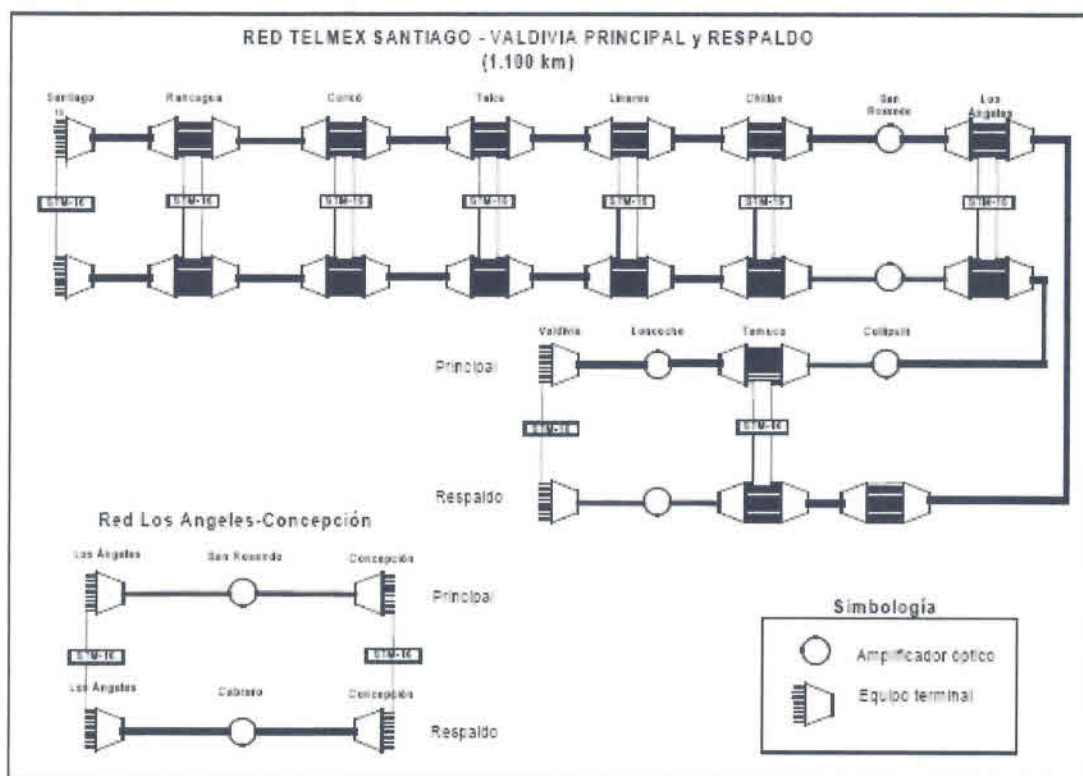 RED TELMEX SANTIAGO - VALDIVIA PRINCIPAL y RESPALDO
(1.100 km)
Santiago Rancagua Curicó Talca Linares Chillán San Rosendo Los Angeles
STM-16 STM-16 STM-16 STM-16 STM-16 STM-16 STM-16
Valdivia Loncoche Temuco Collipulli
Principal
STM-16 STM-16
Respaldo
Red Los Angeles-Concepción
Los Ángeles San Rosendo Concepción
Principal
STM-16 STM-16
Los Ángeles Cabrero Concepción
Respaldo
Simbología
Amplificador óptico
Equipo terminal